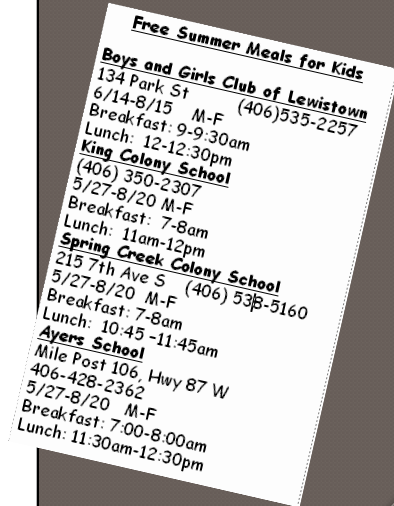 Free Summer Meals for Kids
Boys and Girls Club of Lewistown
134 Park St (406)535-2257
6/14-8/15 M-F
Breakfast: 9-9:30am
Lunch: 12-12:30pm
King Colony School
(406) 350-2307
5/27-8/20 M-F
Breakfast: 7-8am
Lunch: 11am-12pm
Spring Creek Colony School
215 7th Ave S (406) 538-5160
5/27-8/20 M-F
Breakfast: 7-8am
Lunch: 10:45 -11:45am
Ayers School
Mile Post 106, Hwy 87 W
406-428-2362
5/27-8/20 M-F
Breakfast: 7:00-8:00am
Lunch: 11:30am-12:30pm